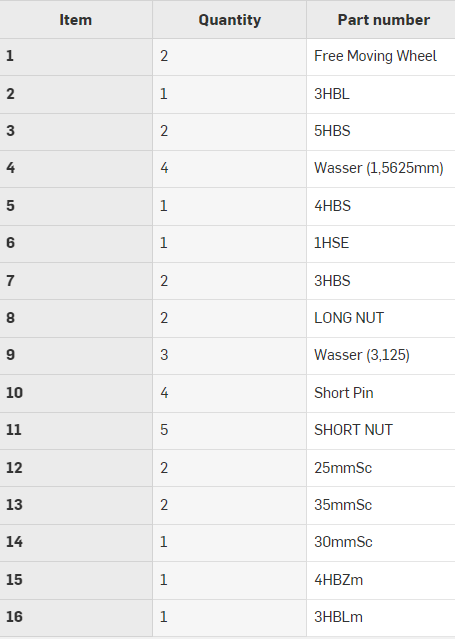 Item Quantity Part number
1 2 Free Moving Wheel
2 1 3HBL
3 2 5HBS
4 4 Wasser (1,5625mm)
5 1 4HBS
6 1 1HSE
7 2 3HBS
8 2 LONG NUT
9 3 Wasser (3,125)
10 4 Short Pin
11 5 SHORT NUT
12 2 25mmSc
13 2 35mmSc
14 1 30mmSc
15 1 4HBZm
16 1 3HBLm